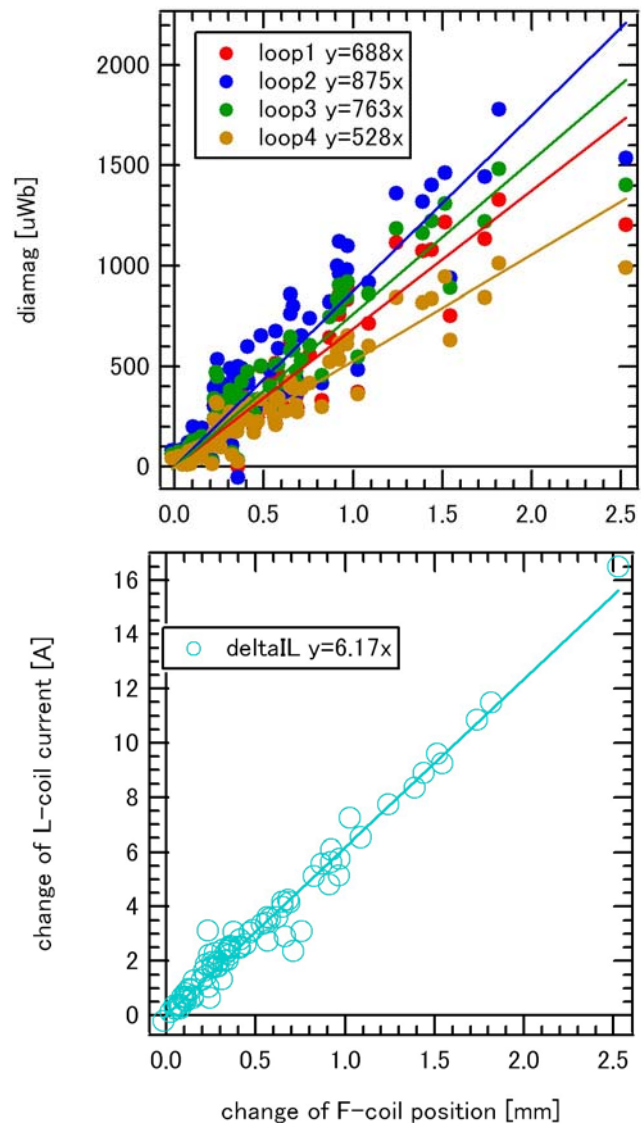 2000
1500
1000
500
0
diamag [uWb]
loop1 y=688x
loop2 y=875x
loop3 y=763x
loop4 y=528x
0.0 0.5 1.0 1.5 2.0 2.5
16
14
12
10
8
6
4
2
0
change of L-coil current [A]
deltaIL y=6.17x
0.0 0.5 1.0 1.5 2.0 2.5
change of F-coil position [mm]